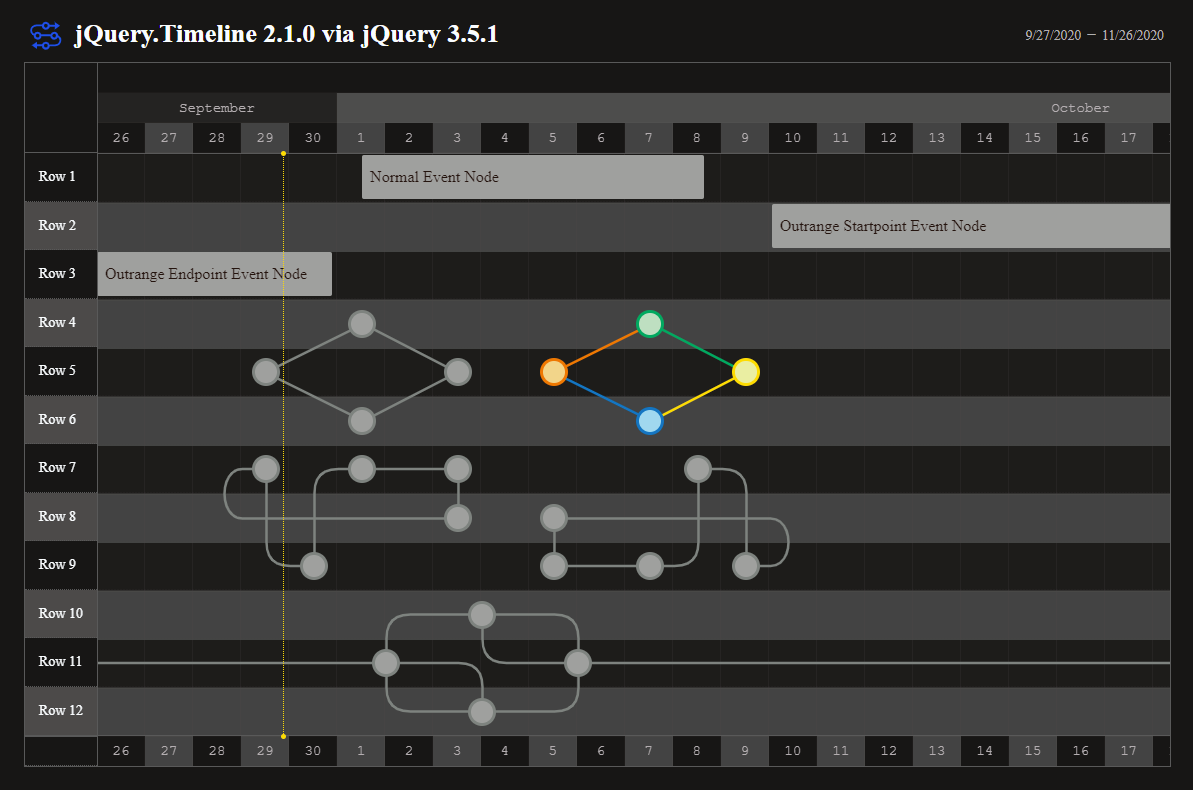 jQuery.Timeline 2.1.0 via jQuery 3.5.1
9/27/2020 — 11/26/2020
September October
26 27 28 29 30 1 2 3 4 5 6 7 8 9 10 11 12 13 14 15 16 17
Row 1 Normal Event Node
Row 2 Outrange Startpoint Event Node
Row 3 Outrange Endpoint Event Node
Row 4
Row 5
Row 6
Row 7
Row 8
Row 9
Row 10
Row 11
Row 12
26 27 28 29 30 1 2 3 4 5 6 7 8 9 10 11 12 13 14 15 16 17